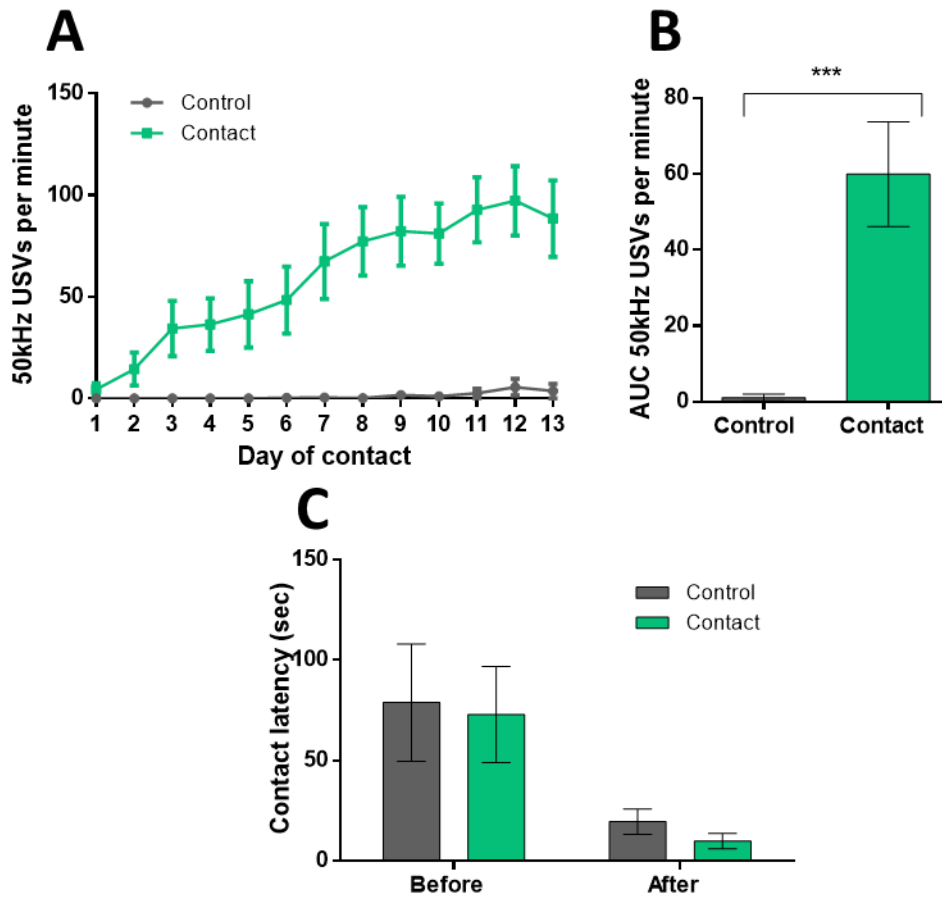 A
50kHz USVs per minute
150
100
50
0
Control
Contact
1 2 3 4 5 6 7 8 9 10 11 12 13
Day of contact
B
AUC 50kHz USVs per minute
***
80
60
40
20
0
Control Contact
C
Contact latency (sec)
150
100
50
0
Control
Contact
Before After